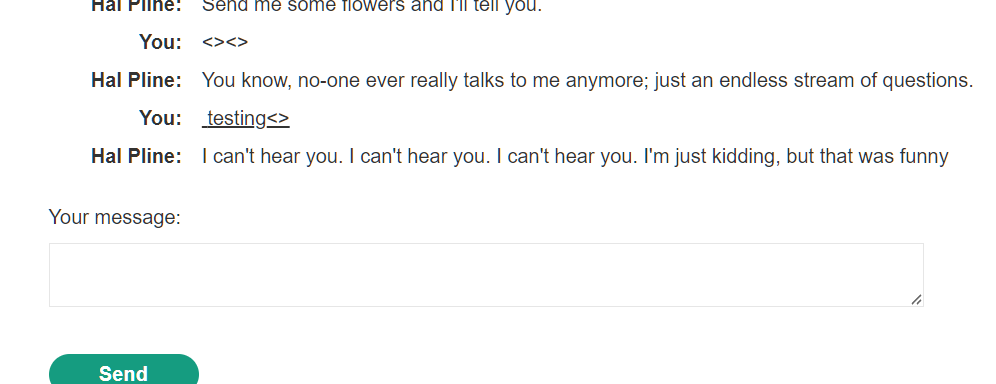 Hal Pline: Send me some flowers and I'll tell you.
You: <><>
Hal Pline: You know, no-one ever really talks to me anymore; just an endless stream of questions.
You: testing<>
Hal Pline: I can't hear you. I can't hear you. I can't hear you. I'm just kidding, but that was funny
Your message:
Send